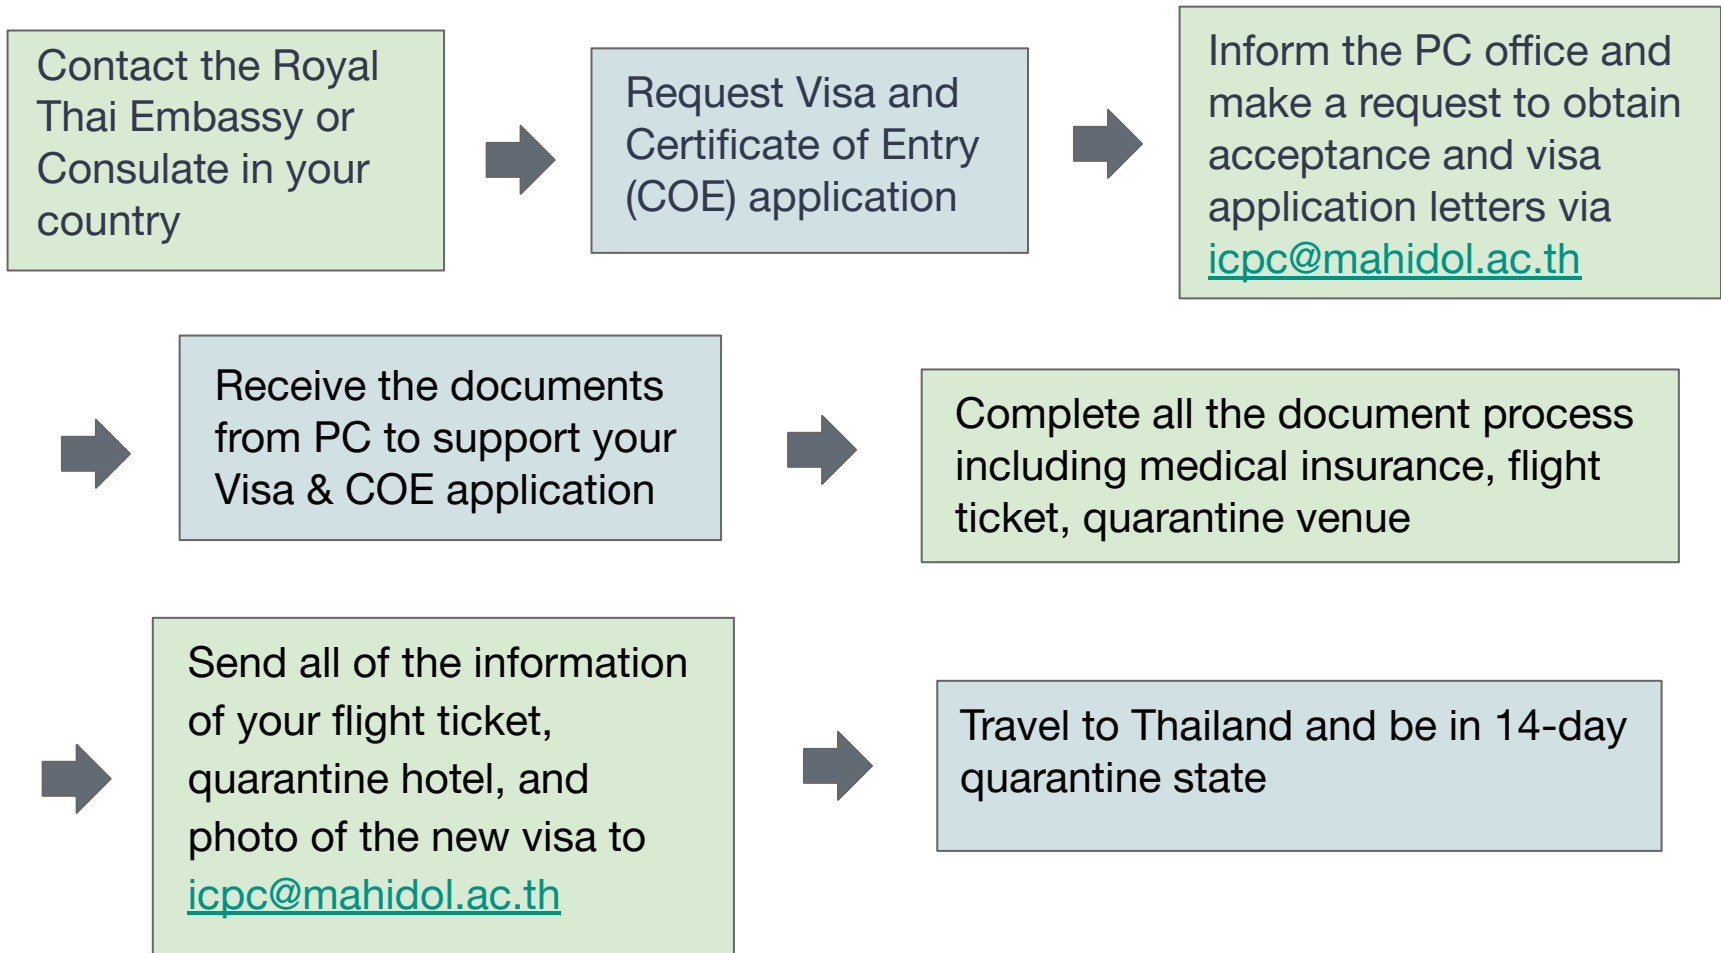 Contact the Royal
Thai Embassy or
Consulate in your
country
Request Visa and
Certificate of Entry
(COE) application
Inform the PC office and
make a request to obtain
acceptance and visa
application letters via
icpc@mahidol.ac.th
Receive the documents
from PC to support your
Visa & COE application
Complete all the document process
including medical insurance, flight
ticket, quarantine venue
Send all of the information
of your flight ticket,
quarantine hotel, and
photo of the new visa to
icpc@mahidol.ac.th
Travel to Thailand and be in 14-day
quarantine state